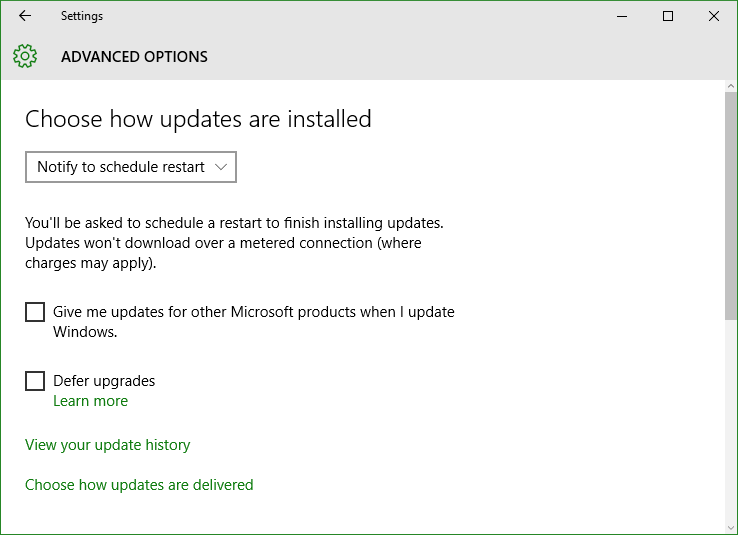 Settings
ADVANCED OPTIONS
Choose how updates are installed
Notify to schedule restart
You'll be asked to schedule a restart to finish installing updates.
Updates won't download over a metered connection (where
charges may apply).
Give me updates for other Microsoft products when I update
Windows.
Defer upgrades
Learn more
View your update history
Choose how updates are delivered